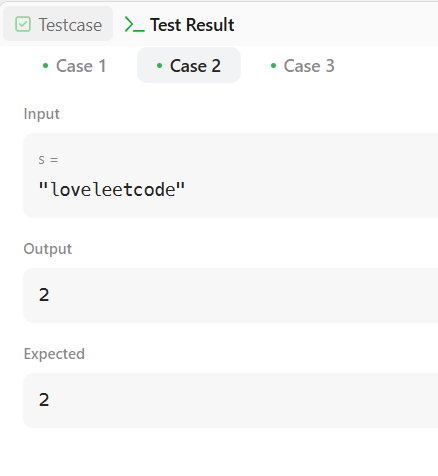 Testcase Test Result
Case 1 Case 2 Case 3
Input
s =
"loveleetcode"
Output
2
Expected
2